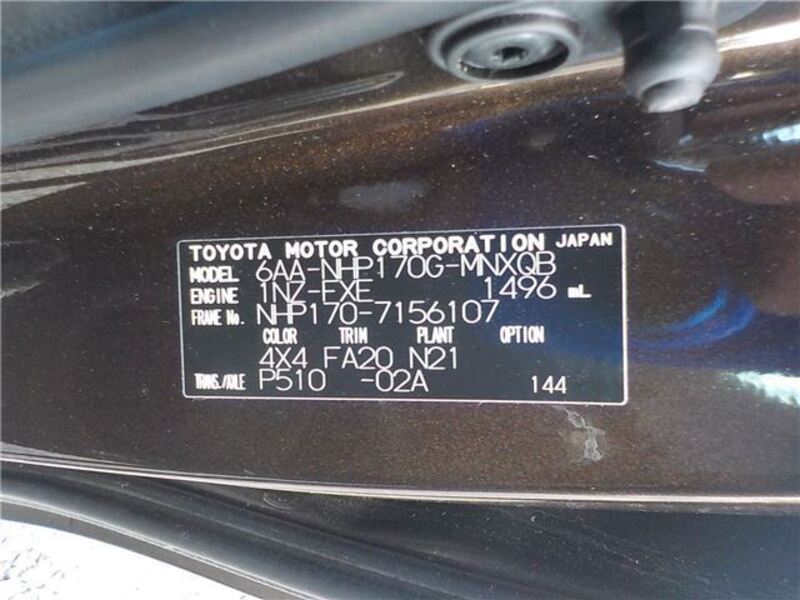 TOYOTA MOTOR CORPORATION JAPAN
MODEL 6AA-NHP170G-MNXQB
ENGINE 1NZ-FXE 1496 mL
FRAME No. NHP170-7156107
COLOR TRIM PLANT OPTION
4X4 FA20 N21
TRANS./AXLE P510 -02A 144